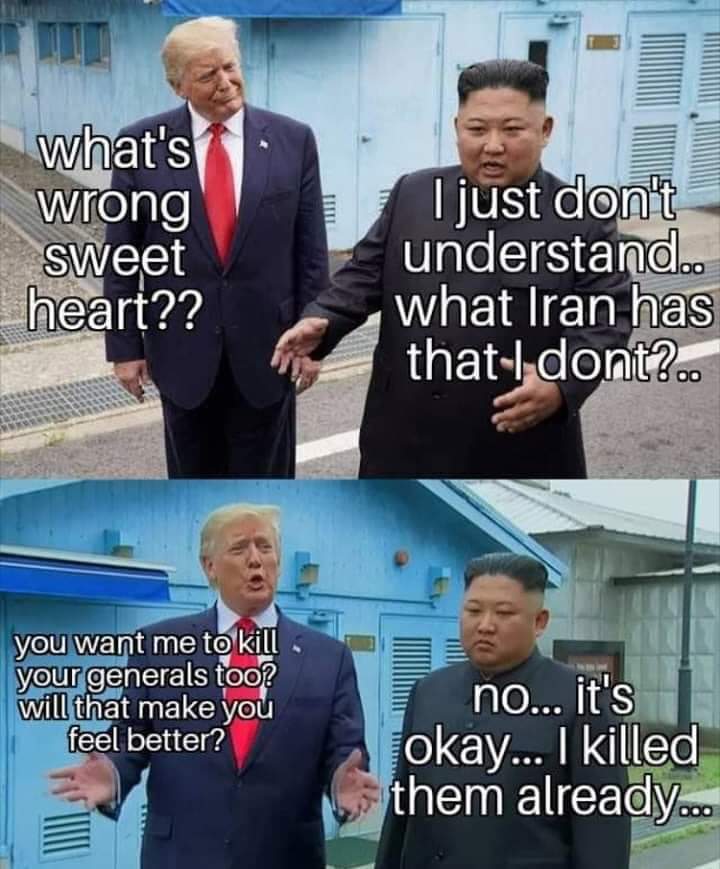 what's
wrong
sweet
heart??
I just don't
understand..
what Iran has
that I dont?..
you want me to kill
your generals too?
will that make you
feel better?
no... it's
okay... I killed
them already...